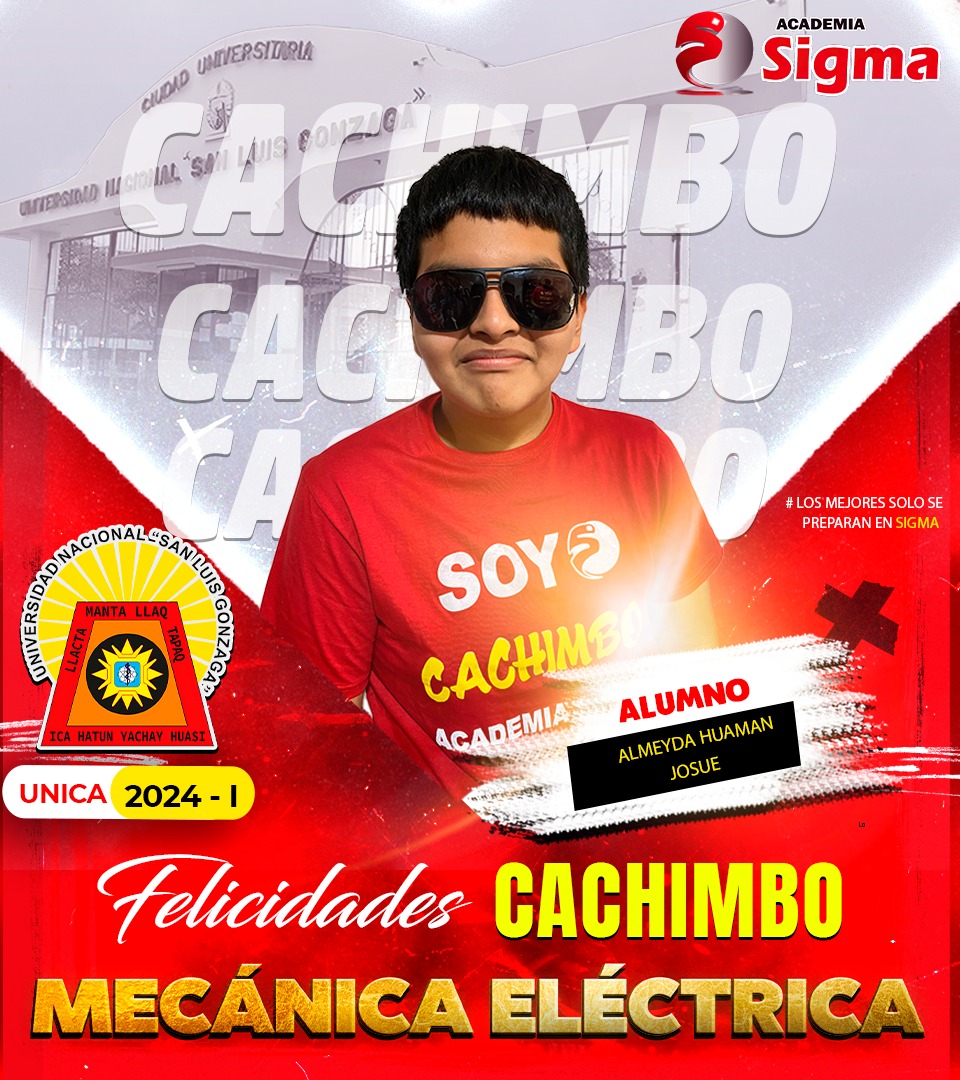 ACADEMIA
Sigma
CIUDAD UNIVERSITARIA
UNIVERSIDAD NACIONAL "SAN LUIS GONZAGA"
CACHIMBO
CACHIMBO
CACHIMBO
# LOS MEJORES SOLO SE
PREPARAN EN SIGMA
SOY
CACHIMBO
ACADEMIA
UNIVERSIDAD NACIONAL "SAN LUIS GONZAGA"
LLACTA MANTA LLAQ TAPAQ
ICA HATUN YACHAY HUASI
UNICA 2024 - I
ALUMNO
ALMEYDA HUAMAN
JOSUE
Lo
Felicidades CACHIMBO
MECÁNICA ELÉCTRICA